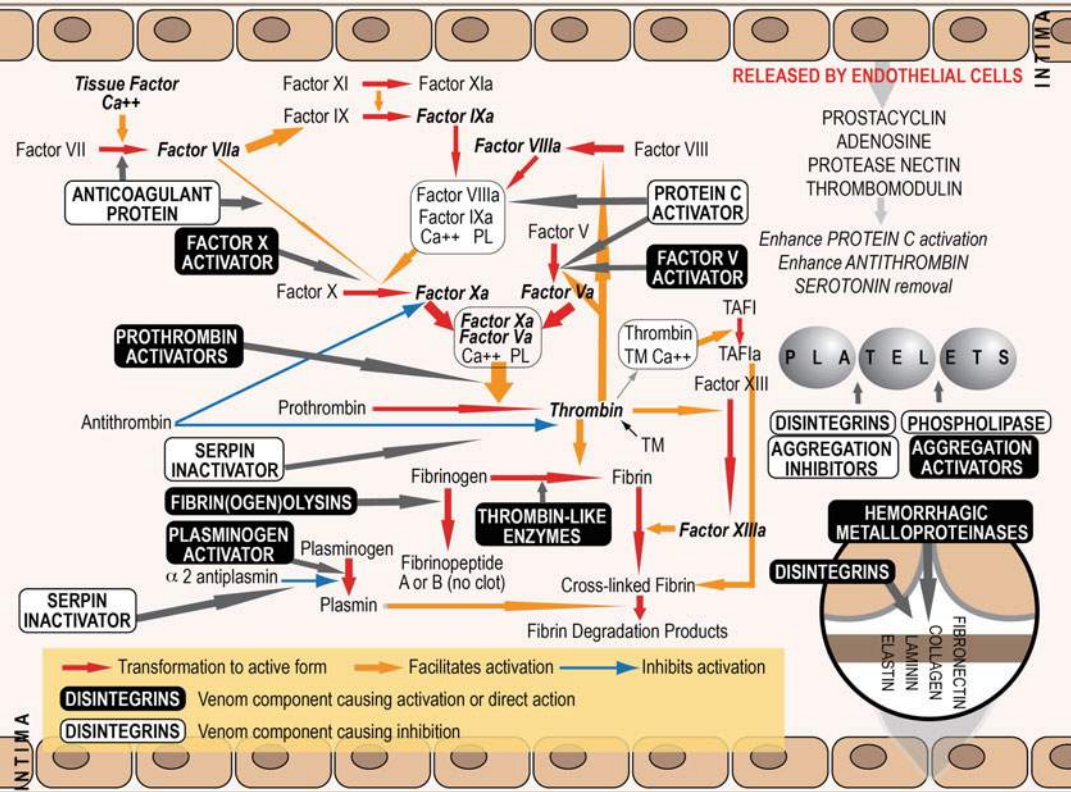 INTIMA
RELEASED BY ENDOTHELIAL CELLS
PROSTACYCLIN
ADENOSINE
PROTEASE NECTIN
THROMBOMODULIN
Enhance PROTEIN C activation
Enhance ANTITHROMBIN
SEROTONIN removal
Tissue Factor
Ca++
Factor XI
Factor XIa
Factor IX
Factor IXa
Factor VII
Factor VIIa
Factor VIIIa
Factor VIII
ANTICOAGULANT
PROTEIN
Factor VIIIa
Factor IXa
Ca++ PL
PROTEIN C
ACTIVATOR
FACTOR X
ACTIVATOR
Factor V
FACTOR V
ACTIVATOR
Factor X
Factor Xa
Factor Va
Factor Xa
Factor Va
Ca++ PL
PROTHROMBIN
ACTIVATORS
Thrombin
TM Ca++
TAFI
TAFIa
Factor XIII
PLATELETS
Prothrombin
Thrombin
Antithrombin
TM
DISINTEGRINS
AGGREGATION
INHIBITORS
PHOSPHOLIPASE
AGGREGATION
ACTIVATORS
SERPIN
INACTIVATOR
Fibrinogen
Fibrin
FIBRIN(OGEN)OLYSINS
THROMBIN-LIKE
ENZYMES
Factor XIIIa
HEMORRHAGIC
METALLOPROTEINASES
PLASMINOGEN
ACTIVATOR
Plasminogen
α 2 antiplasmin
Plasmin
Fibrinopeptide
A or B (no clot)
Cross-linked Fibrin
DISINTEGRINS
SERPIN
INACTIVATOR
Fibrin Degradation Products
FIBRONECTIN
COLLAGEN
LAMININ
ELASTIN
Transformation to active form
Facilitates activation
Inhibits activation
DISINTEGRINS Venom component causing activation or direct action
DISINTEGRINS Venom component causing inhibition
INTIMA